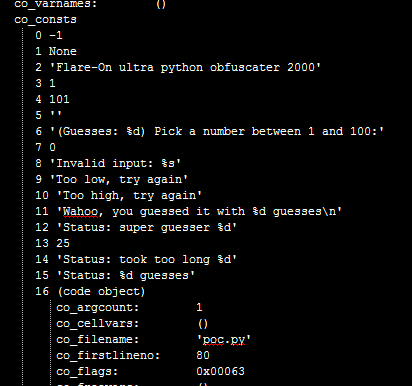 co_varnames: ()
co_consts
0 -1
1 None
2 'Flare-On ultra python obfuscater 2000'
3 1
4 101
5 ''
6 '(Guesses: %d) Pick a number between 1 and 100:'
7 0
8 'Invalid input: %s'
9 'Too low, try again'
10 'Too high, try again'
11 'Wahoo, you guessed it with %d guesses\n'
12 'Status: super guesser %d'
13 25
14 'Status: took too long %d'
15 'Status: %d guesses'
16 (code object)
co_argcount: 1
co_cellvars: ()
co_filename: 'poc.py'
co_firstlineno: 80
co_flags: 0x00063
co_freevars: ()